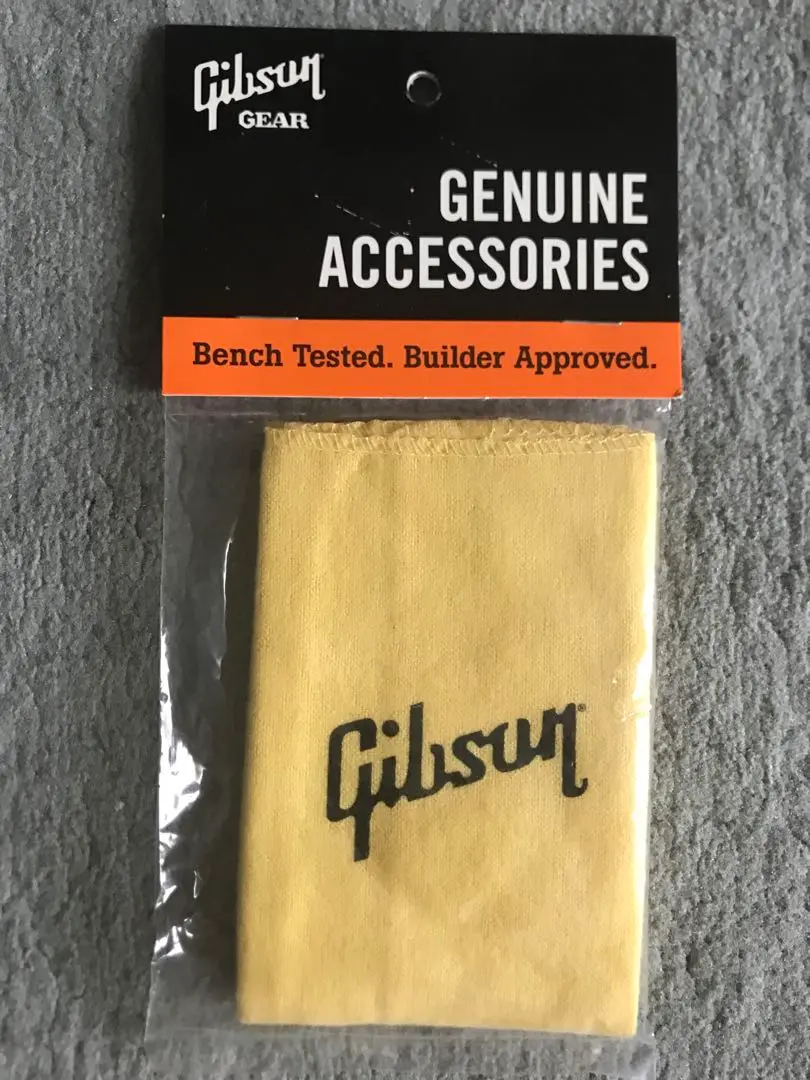 Gibson
GEAR
GENUINE
ACCESSORIES
Bench Tested. Builder Approved.
Gibson®